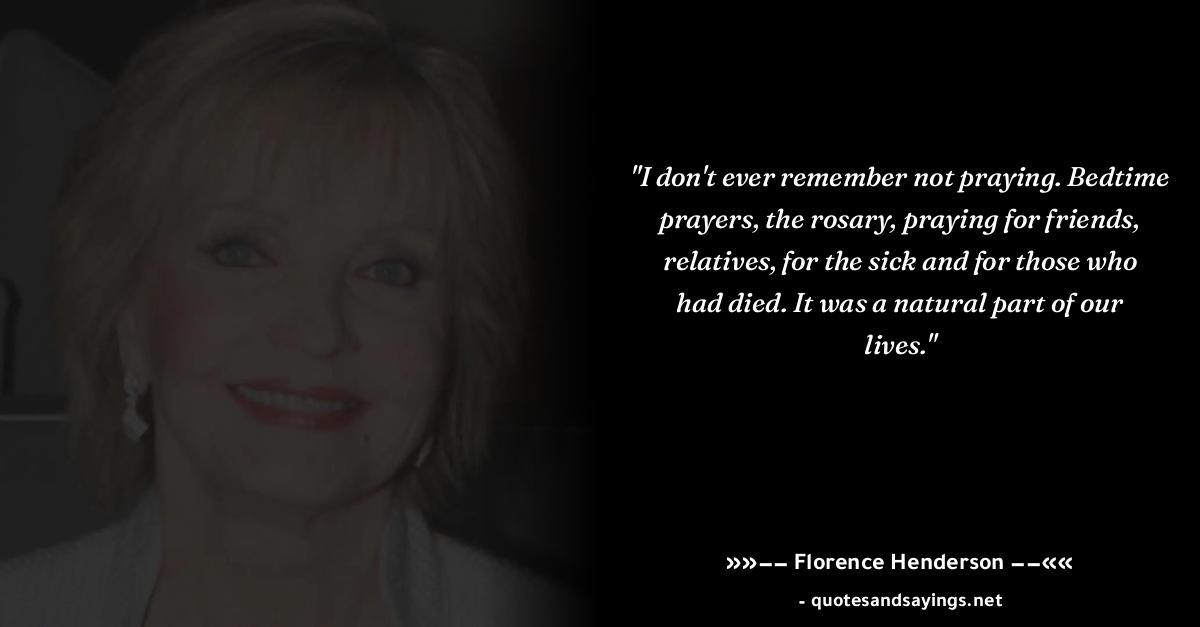 "I don't ever remember not praying. Bedtime
prayers, the rosary, praying for friends,
relatives, for the sick and for those who
had died. It was a natural part of our
lives."
»»−− Florence Henderson −−««
- quotesandsayings.net